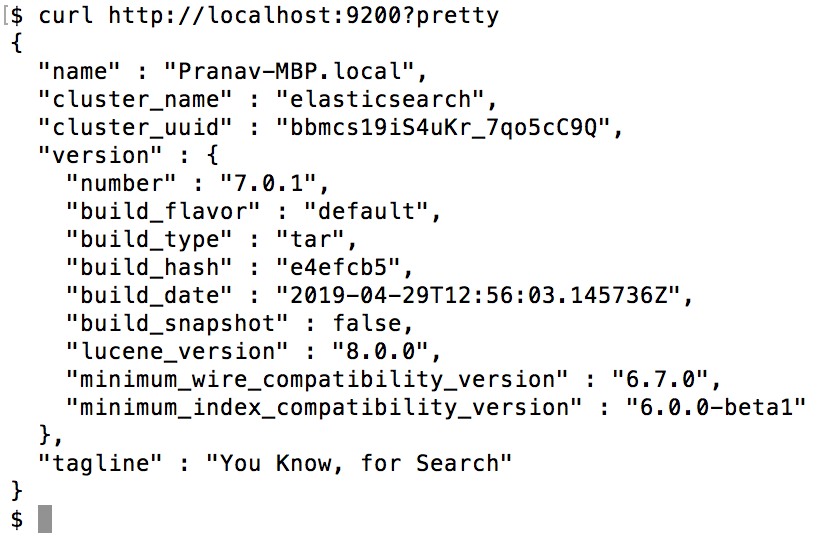 [$ curl http://localhost:9200?pretty
{
  "name" : "Pranav-MBP.local",
  "cluster_name" : "elasticsearch",
  "cluster_uuid" : "bbmcs19iS4uKr_7qo5cC9Q",
  "version" : {
    "number" : "7.0.1",
    "build_flavor" : "default",
    "build_type" : "tar",
    "build_hash" : "e4efcb5",
    "build_date" : "2019-04-29T12:56:03.145736Z",
    "build_snapshot" : false,
    "lucene_version" : "8.0.0",
    "minimum_wire_compatibility_version" : "6.7.0",
    "minimum_index_compatibility_version" : "6.0.0-beta1"
  },
  "tagline" : "You Know, for Search"
}
$